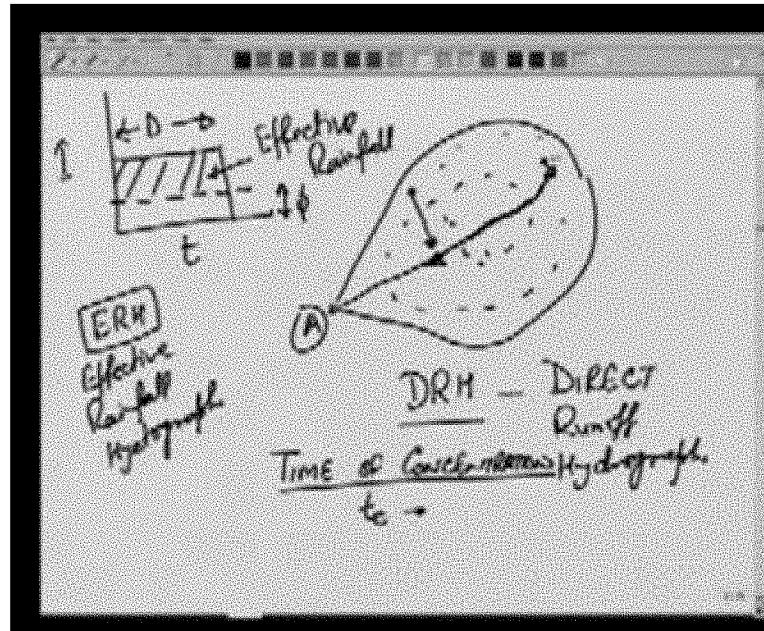 ← D →
I
Effective
Rainfall
φ
t
ERH
Effective
Rainfall
Hydrograph
A
DRH – DIRECT
Runoff
Hydrograph.
TIME OF CONCENTRATION
tc →